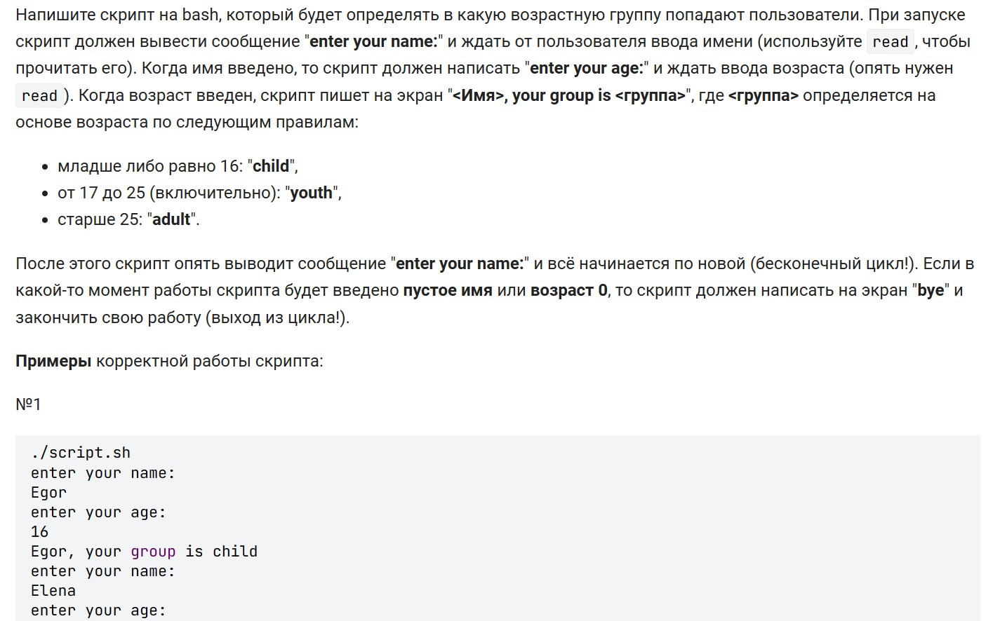 Напишите скрипт на bash, который будет определять в какую возрастную группу попадают пользователи. При запуске
скрипт должен вывести сообщение "enter your name:" и ждать от пользователя ввода имени (используйте read, чтобы
прочитать его). Когда имя введено, то скрипт должен написать "enter your age:" и ждать ввода возраста (опять нужен
read). Когда возраст введен, скрипт пишет на экран "<Имя>, your group is <группа>", где <группа> определяется на
основе возраста по следующим правилам:
• младше либо равно 16: "child",
• от 17 до 25 (включительно): "youth",
• старше 25: "adult".
После этого скрипт опять выводит сообщение "enter your name:" и всё начинается по новой (бесконечный цикл!). Если в
какой-то момент работы скрипта будет введено пустое имя или возраст 0, то скрипт должен написать на экран "bye" и
закончить свою работу (выход из цикла!).
Примеры корректной работы скрипта:
№1
./script.sh
enter your name:
Egor
enter your age:
16
Egor, your group is child
enter your name:
Elena
enter your age: